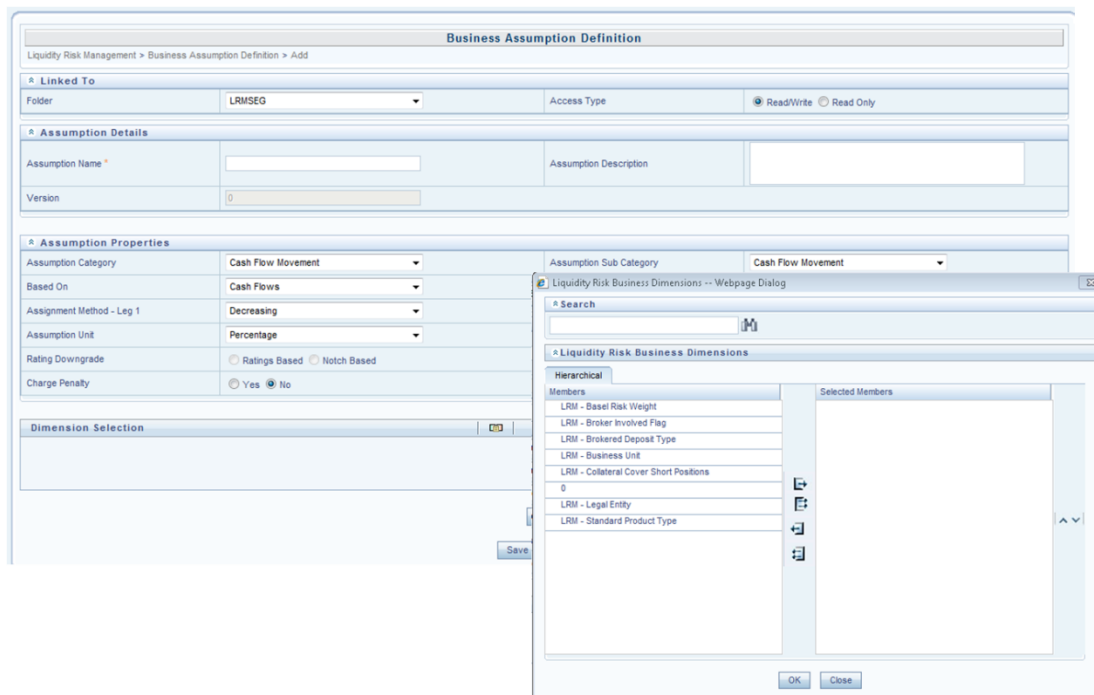 Business Assumption Definition
Liquidity Risk Management > Business Assumption Definition > Add
Linked To
Folder LRMSEG Access Type Read/Write Read Only
Assumption Details
Assumption Name * Assumption Description
Version 0
Assumption Properties
Assumption Category Cash Flow Movement Assumption Sub Category Cash Flow Movement
Based On Cash Flows
Assignment Method - Leg 1 Decreasing
Assumption Unit Percentage
Rating Downgrade Ratings Based Notch Based
Charge Penalty Yes No
Dimension Selection
Save
Liquidity Risk Business Dimensions -- Webpage Dialog
Search
Liquidity Risk Business Dimensions
Hierarchical
Members Selected Members
LRM - Basel Risk Weight
LRM - Broker Involved Flag
LRM - Brokered Deposit Type
LRM - Business Unit
LRM - Collateral Cover Short Positions
0
LRM - Legal Entity
LRM - Standard Product Type
OK Close